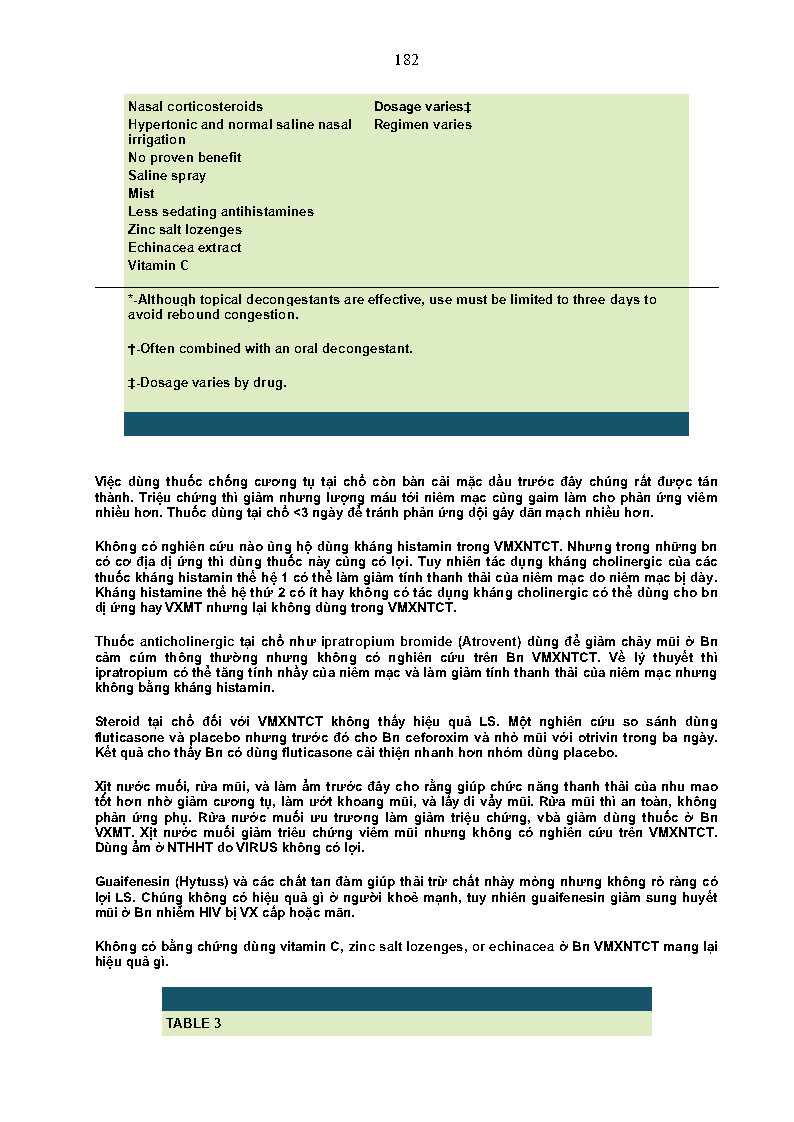 182
Nasal corticosteroids Dosage varies‡
Hypertonic and normal saline nasal Regimen varies
irrigation
No proven benefit
Saline spray
Mist
Less sedating antihistamines
Zinc salt lozenges
Echinacea extract
Vitamin C
*-Although topical decongestants are effective, use must be limited to three days to
avoid rebound congestion.
†-Often combined with an oral decongestant.
‡-Dosage varies by drug.
Việc dùng thuốc chống cương tụ tại chổ còn bàn cải mặc dầu trước đây chúng rất được tán
thành. Triệu chứng thì giảm nhưng lượng máu tới niêm mạc cùng gaỉm làm cho phản ứng viêm
nhiều hơn. Thuốc dùng tại chổ <3 ngày để tránh phản ứng dội gây dãn mạch nhiều hơn.
Không có nghiên cứu nào ủng hộ dùng kháng histamin trong VMXNTCT. Nhưng trong những bn
có cơ địa dị ứng thì dùng thuốc này cùng có lợi. Tuy nhiên tác dụng kháng cholinergic của các
thuốc kháng histamin thế hệ 1 có thể làm giảm tính thanh thải của niêm mạc do niêm mạc bị dày.
Kháng histamine thế hệ thứ 2 có ít hay không có tác dụng kháng cholinergic có thể dùng cho bn
dị ứng hay VXMT nhưng lại không dùng trong VMXNTCT.
Thuốc anticholinergic tại chổ như ipratropium bromide (Atrovent) dùng để giảm chảy mũi ở Bn
cảm cúm thông thường nhưng không có nghiên cứu trên Bn VMXNTCT. Về lý thuyết thì
ipratropium có thể tăng tính nhầy của niêm mạc và làm giảm tính thanh thải của niêm mạc nhưng
không bằng kháng histamin.
Steroid tại chổ đối với VMXNTCT không thấy hiệu quả LS. Một nghiên cứu so sánh dùng
fluticasone và placebo nhưng trước đó cho Bn ceforoxim và nhỏ mũi với otrivin trong ba ngày.
Kết quả cho thấy Bn có dùng fluticasone cải thiện nhanh hơn nhóm dùng placebo.
Xịt nước muối, rửa mũi, và làm ẩm trước đây cho rằng giúp chức năng thanh thải của nhu mao
tốt hơn nhờ giảm cương tụ, làm ướt khoang mũi, và lấy di vẩy mũi. Rửa mũi thì an toàn, không
phản ứng phụ. Rửa nước muối ưu trương làm giảm triệu chứng, vbà giảm dùng thuốc ở Bn
VXMT. Xịt nước muối giảm triêu chứng viêm mũi nhưng không có nghiên cứu trên VMXNTCT.
Dùng ẩm ở NTHHT do VIRUS không có lợi.
Guaifenesin (Hytuss) và các chất tan đàm giúp thải trừ chất nhày mỏng nhưng không rỏ ràng có
lợi LS. Chúng không có hiệu quả gì ở người khoẻ mạnh, tuy nhiên guaifenesin giảm sung huyết
mũi ở Bn nhiểm HIV bị VX cấp hoặc mãn.
Không có bằng chứng dùng vitamin C, zinc salt lozenges, or echinacea ở Bn VMXNTCT mang lại
hiệu quả gì.
TABLE 3